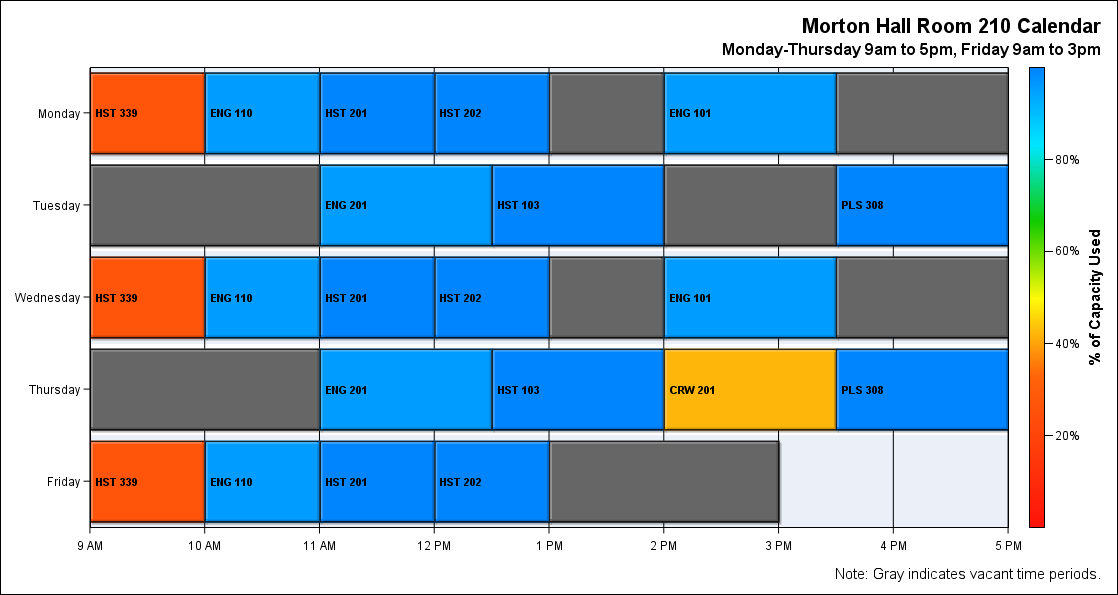 Morton Hall Room 210 Calendar
Monday-Thursday 9am to 5pm, Friday 9am to 3pm
Monday
HST 339
ENG 110
HST 201
HST 202
ENG 101
Tuesday
ENG 201
HST 103
PLS 308
Wednesday
HST 339
ENG 110
HST 201
HST 202
ENG 101
Thursday
ENG 201
HST 103
CRW 201
PLS 308
Friday
HST 339
ENG 110
HST 201
HST 202
9 AM
10 AM
11 AM
12 PM
1 PM
2 PM
3 PM
4 PM
5 PM
80%
60%
40%
20%
% of Capacity Used
Note: Gray indicates vacant time periods.